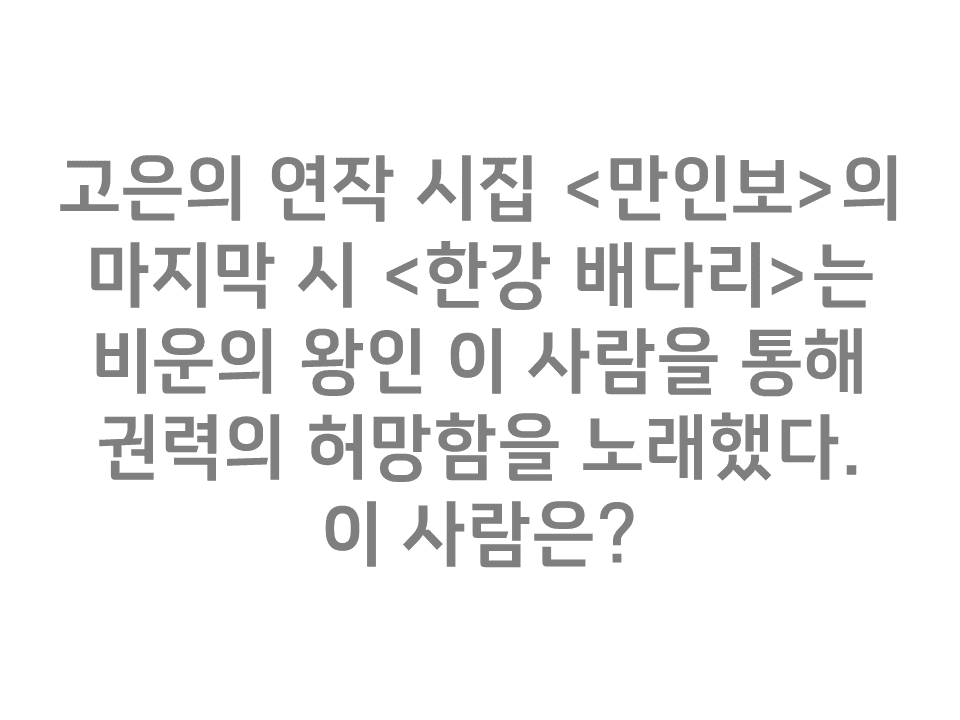 고은의 연작 시집 <만인보>의
마지막 시 <한강 배다리>는
비운의 왕인 이 사람을 통해
권력의 허망함을 노래했다.
이 사람은?